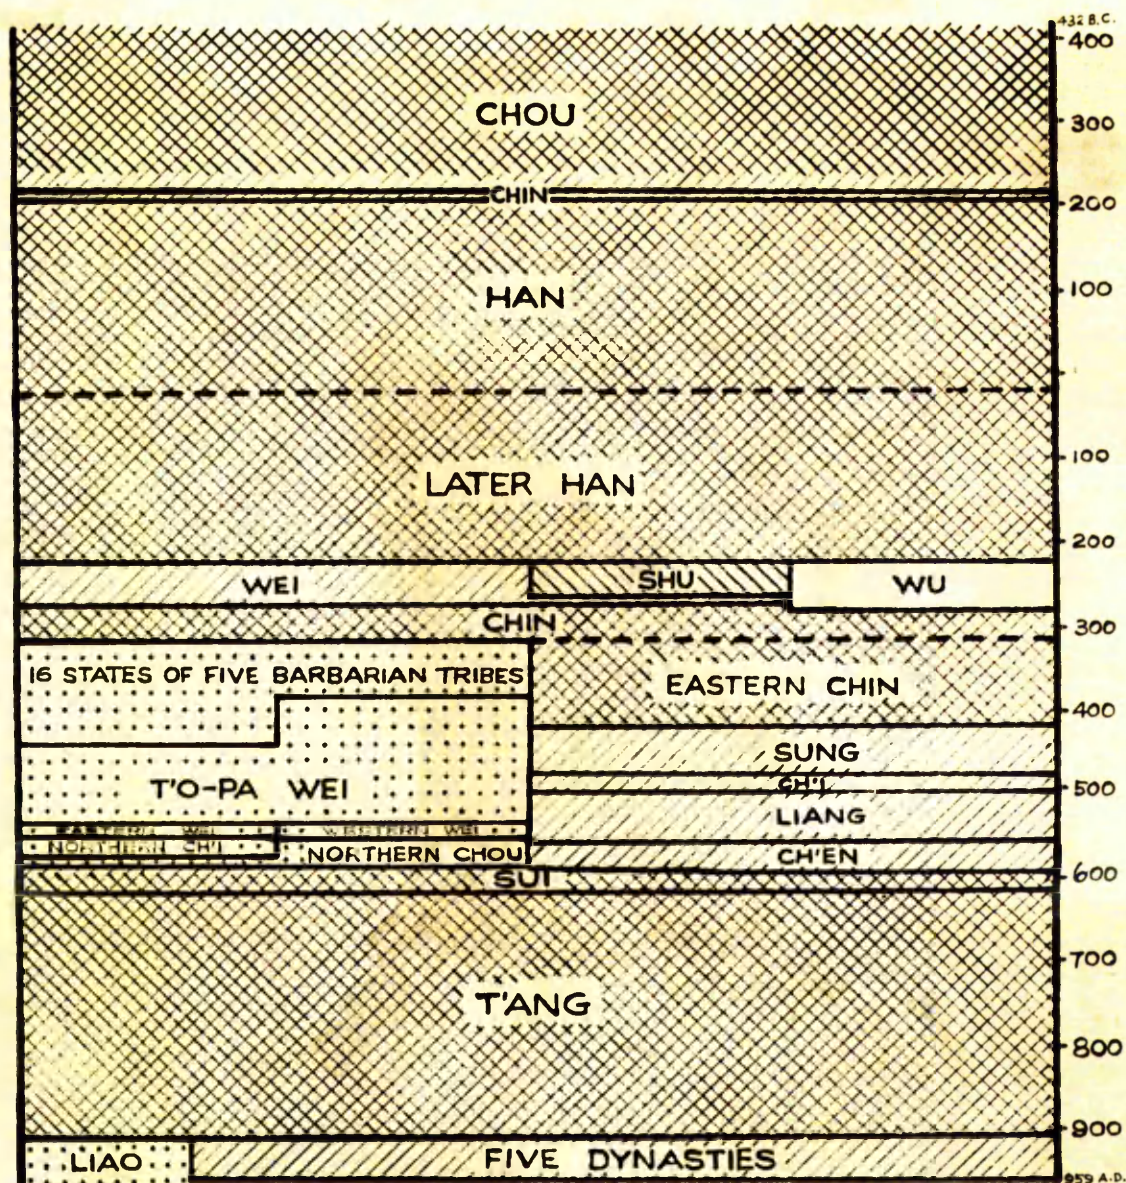 432 B.C.
400
CHOU
300
CHIN
200
HAN
100
100
LATER HAN
200
WEI
SHU
WU
CHIN
300
16 STATES OF FIVE BARBARIAN TRIBES
EASTERN CHIN
400
SUNG
CH'I
T'O-PA WEI
500
LIANG
EASTERN WEI
WESTERN WEI
NORTHERN CH'I
NORTHERN CHOU
CH'EN
SUI
600
700
T'ANG
800
900
LIAO
FIVE DYNASTIES
959 A.D.